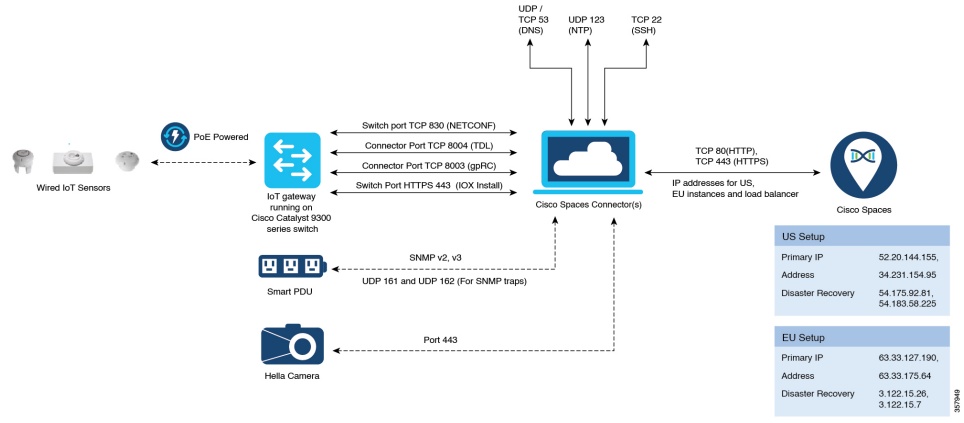 UDP /
TCP 53
(DNS)
UDP 123
(NTP)
TCP 22
(SSH)
PoE Powered
Wired IoT Sensors
IoT gateway
running on
Cisco Catalyst 9300
series switch
Switch port TCP 830 (NETCONF)
Connector Port TCP 8004 (TDL)
Connector Port TCP 8003 (gpRC)
Switch Port HTTPS 443 (IOX Install)
Cisco Spaces Connector(s)
TCP 80(HTTP),
TCP 443 (HTTPS)
IP addresses for US,
EU instances and load balancer
Cisco Spaces
SNMP v2, v3
UDP 161 and UDP 162 (For SNMP traps)
Smart PDU
Port 443
Hella Camera
US Setup
Primary IP 52.20.144.155,
Address 34.231.154.95
Disaster Recovery 54.175.92.81,
54.183.58.225
EU Setup
Primary IP 63.33.127.190,
Address 63.33.175.64
Disaster Recovery 3.122.15.26,
3.122.15.7
357949